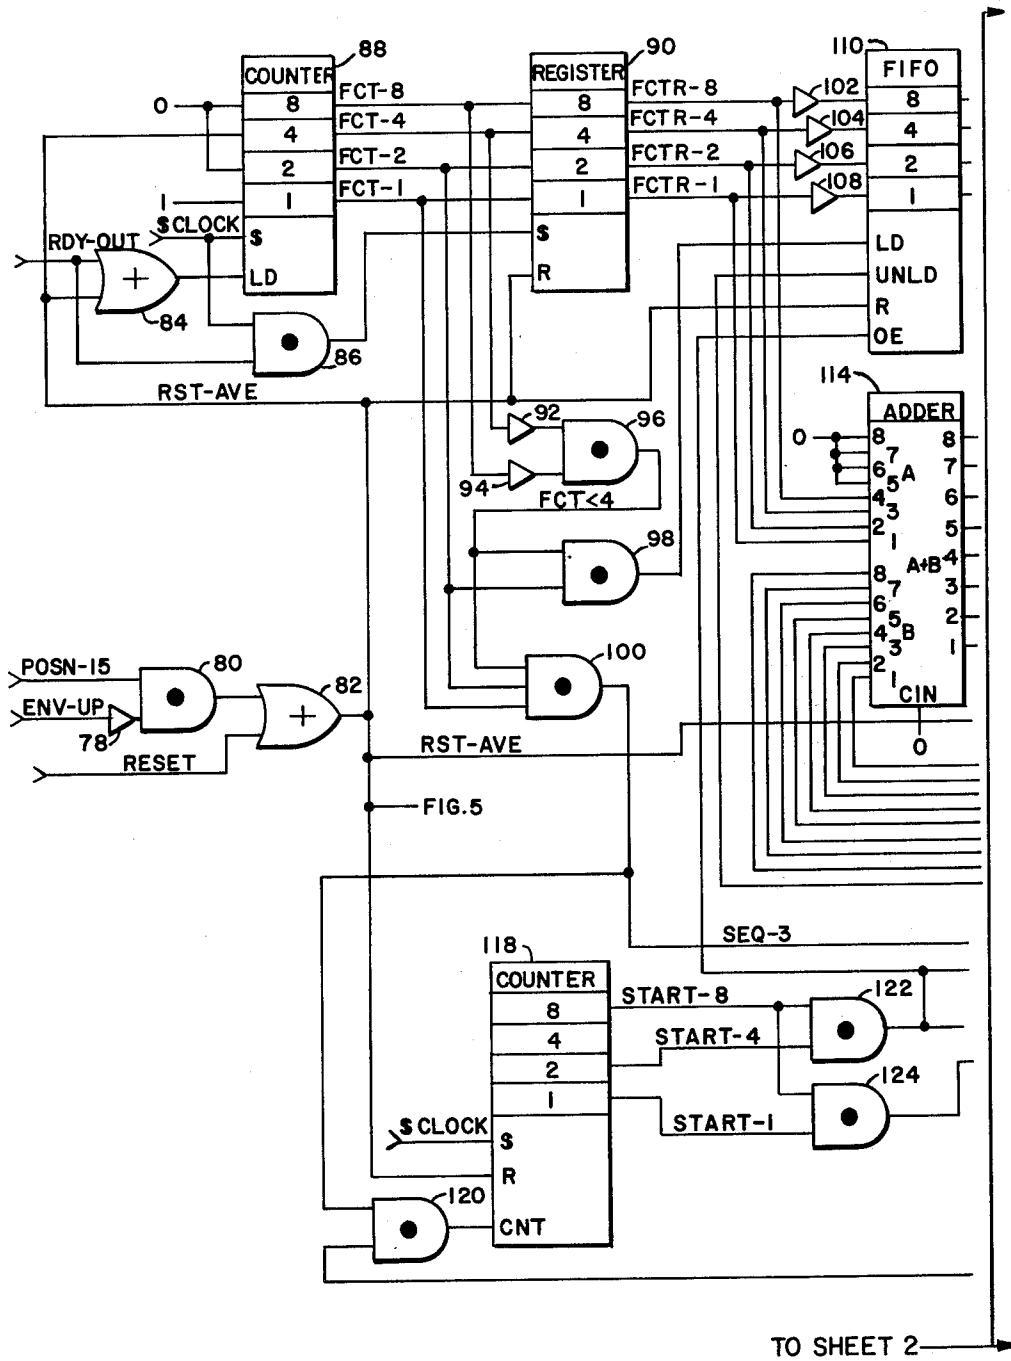 88
COUNTER
0
8
4
2
1
1
$ CLOCK
$
RDY-OUT
LD
+
84
86
RST-AVE
FCT-8
FCT-4
FCT-2
FCT-1
90
REGISTER
8
4
2
1
$
R
FCTR-8
FCTR-4
FCTR-2
FCTR-1
102
104
106
108
110
FIFO
8
4
2
1
LD
UNLD
R
OE
92
94
96
FCT<4
98
100
114
ADDER
0
8
7
6
5
A
4
3
2
1
8
7
6
5
4
B
3
2
1
A+B
8
7
6
5
4
3
2
1
CIN
0
POSN-15
80
ENV-UP
78
RESET
82
+
RST-AVE
FIG.5
SEQ-3
118
COUNTER
8
4
2
1
$ CLOCK
$
R
CNT
120
START-8
START-4
START-1
122
124
TO SHEET 2